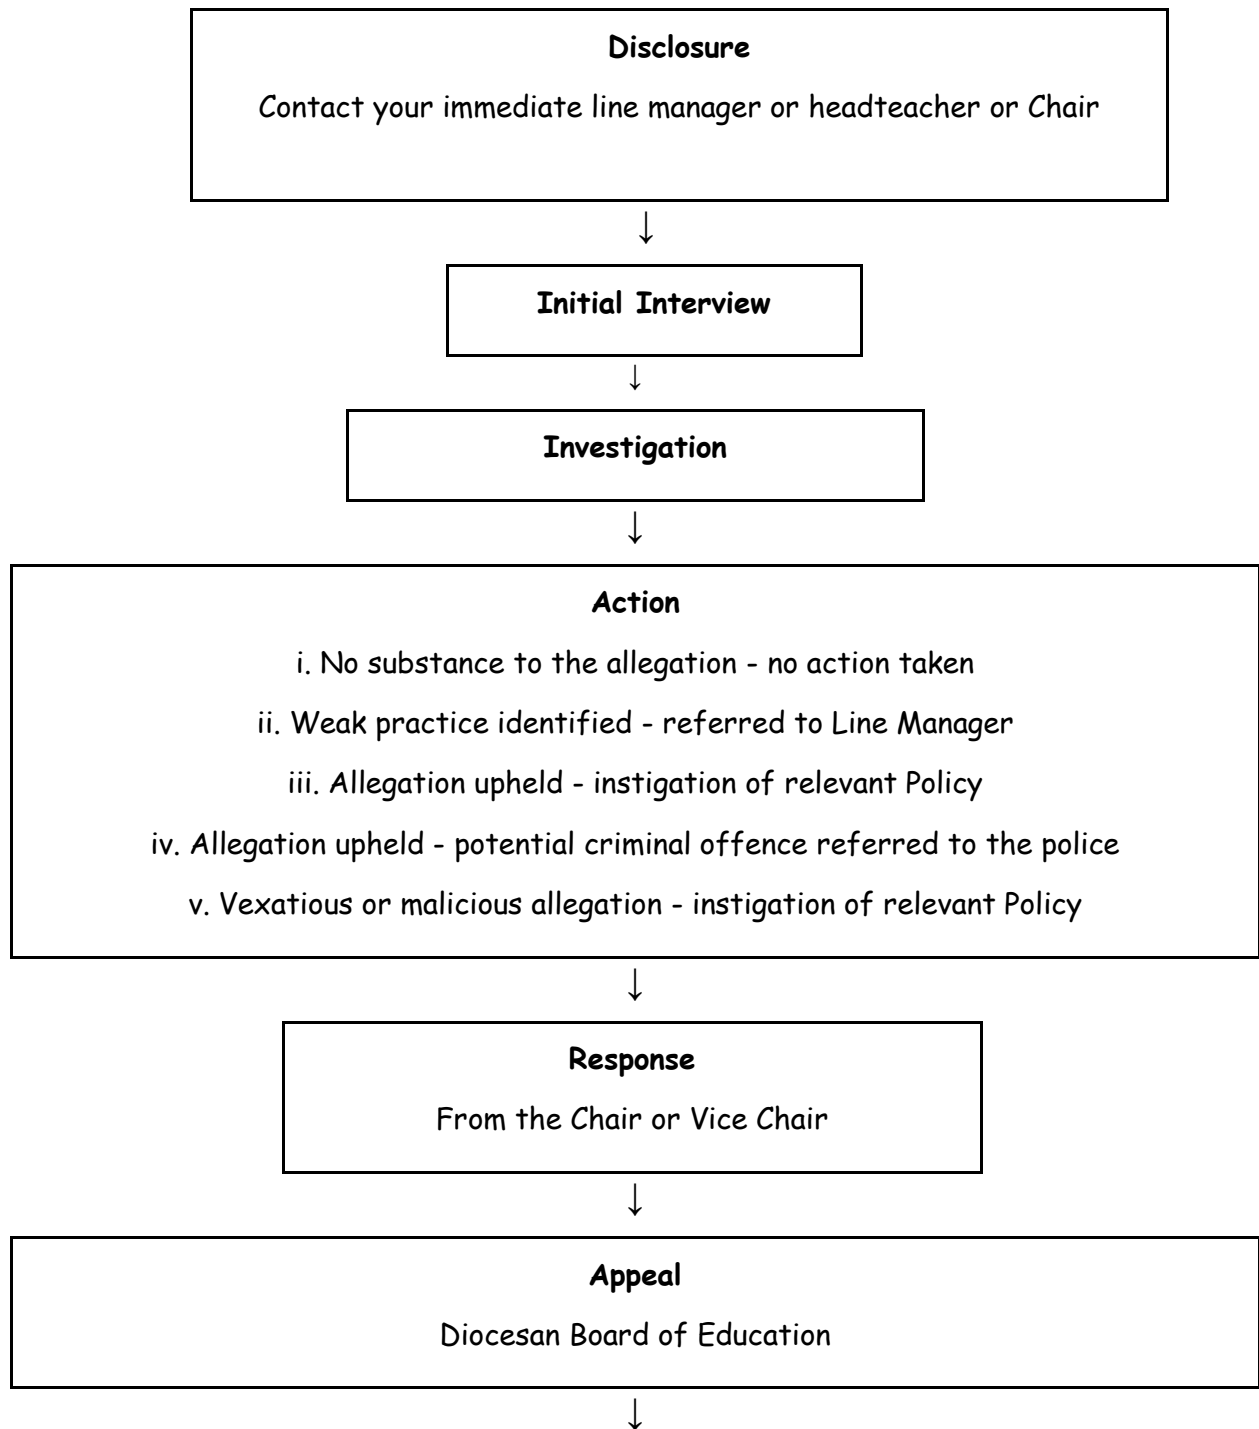 Disclosure
Contact your immediate line manager or headteacher or Chair
↓
Initial Interview
↓
Investigation
↓
Action
i. No substance to the allegation - no action taken
ii. Weak practice identified - referred to Line Manager
iii. Allegation upheld - instigation of relevant Policy
iv. Allegation upheld - potential criminal offence referred to the police
v. Vexatious or malicious allegation - instigation of relevant Policy
↓
Response
From the Chair or Vice Chair
↓
Appeal
Diocesan Board of Education
↓